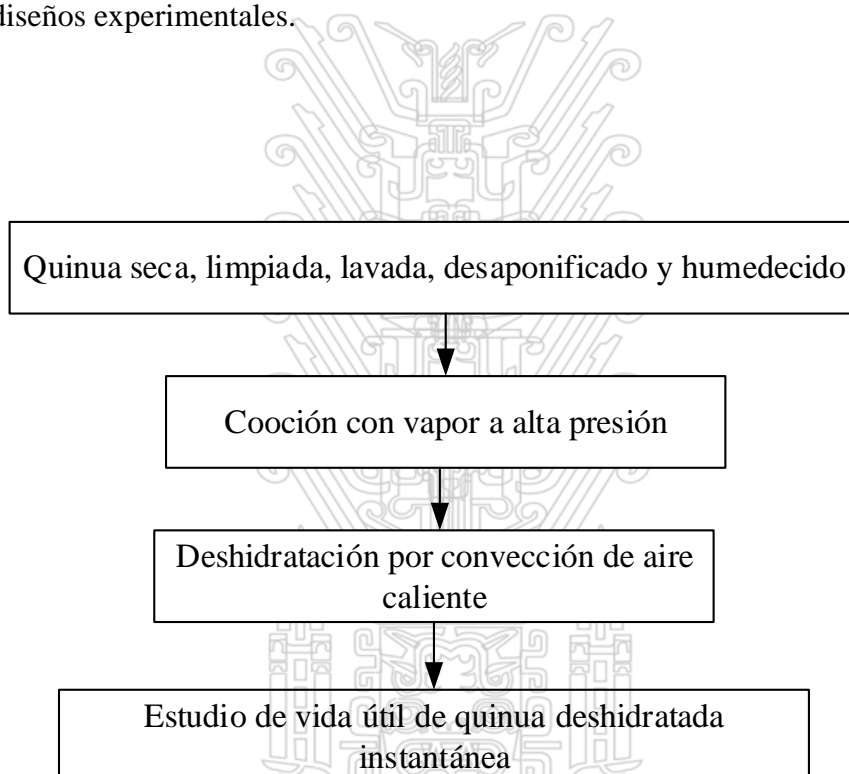 diseños experimentales.
Quinua seca, limpiada, lavada, desaponificado y humedecido
Cooción con vapor a alta presión
Deshidratación por convección de aire
caliente
Estudio de vida útil de quinua deshidratada
instantánea